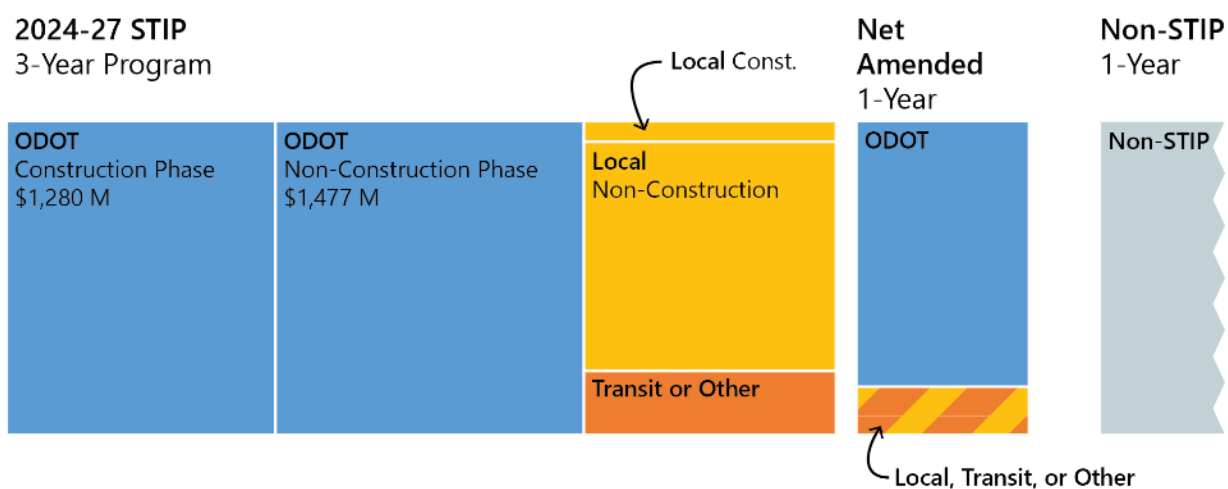 2024-27 STIP
3-Year Program
Local Const.
Net
Amended
1-Year
Non-STIP
1-Year
ODOT
Construction Phase
$1,280 M
ODOT
Non-Construction Phase
$1,477 M
Local
Non-Construction
Transit or Other
ODOT
Non-STIP
Local, Transit, or Other